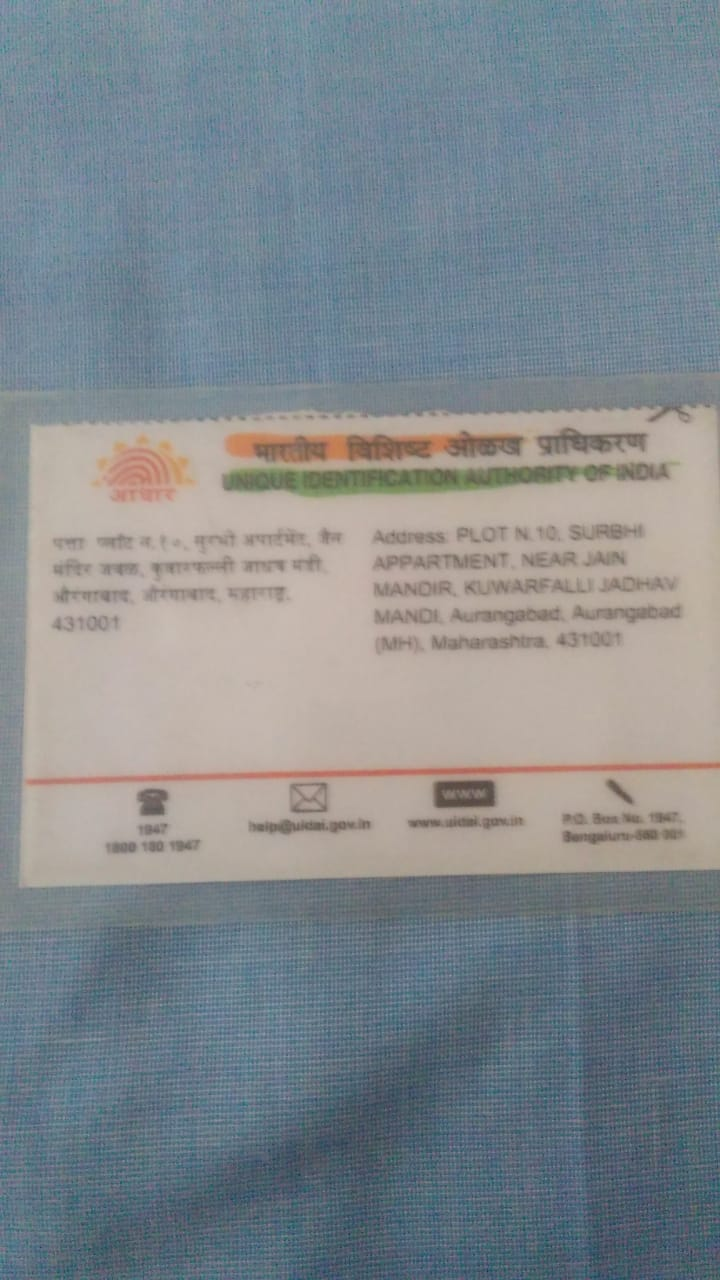 भारतीय विशिष्ट ओळख प्राधिकरण
UNIQUE IDENTIFICATION AUTHORITY OF INDIA
आधार
पत्ता: प्लॉट न.१०, सुरभी अपार्टमेंट, जैन
मंदिर जवळ, कुवारफल्ली जाधव मंडी,
औरंगाबाद, औरंगाबाद, महाराष्ट्र,
431001
Address: PLOT N.10, SURBHI
APPARTMENT, NEAR JAIN
MANDIR, KUWARFALLI JADHAV
MANDI, Aurangabad, Aurangabad
(MH), Maharashtra, 431001
1947
1800 180 1947
help@uidai.gov.in
WWW
www.uidai.gov.in
P.O. Box No. 1947,
Bengaluru-560 001